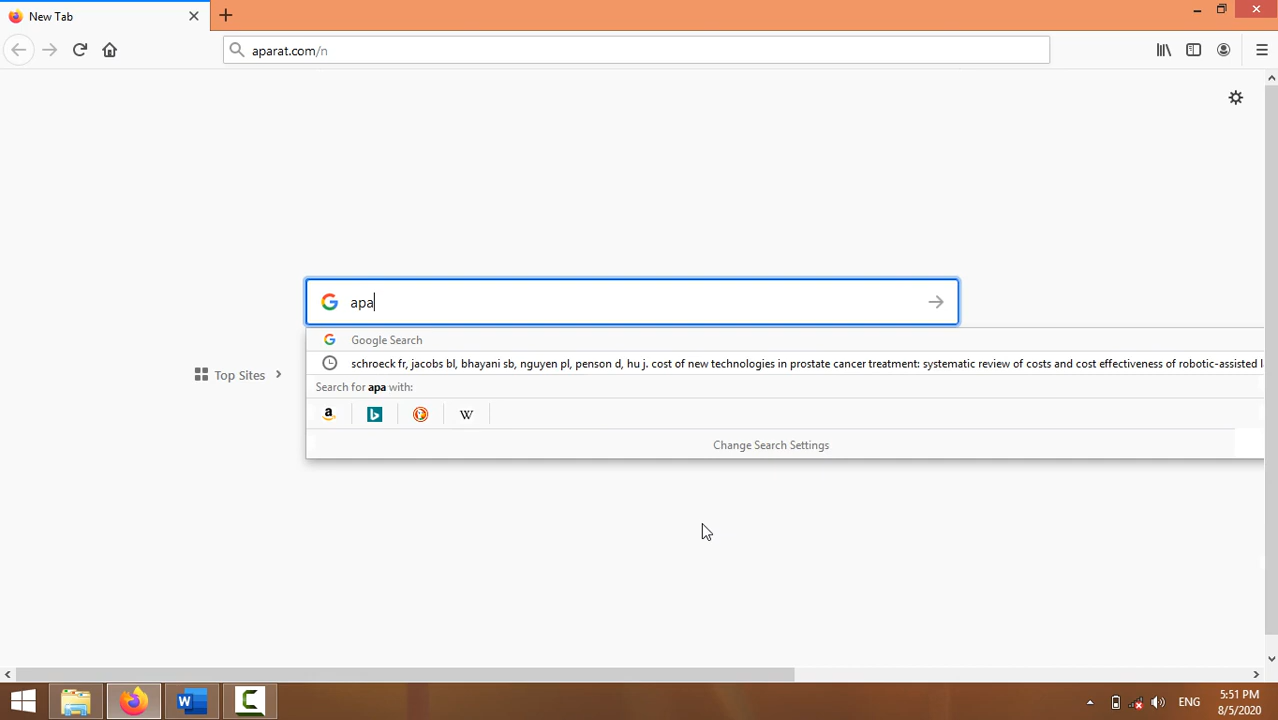 New Tab
aparat.com/n
apa
Google Search
schroeck fr, jacobs bl, bhayani sb, nguyen pl, penson d, hu j. cost of new technologies in prostate cancer treatment: systematic review of costs and cost effectiveness of robotic-assisted l
Search for apa with:
Change Search Settings
Top Sites
ENG
5:51 PM
8/5/2020